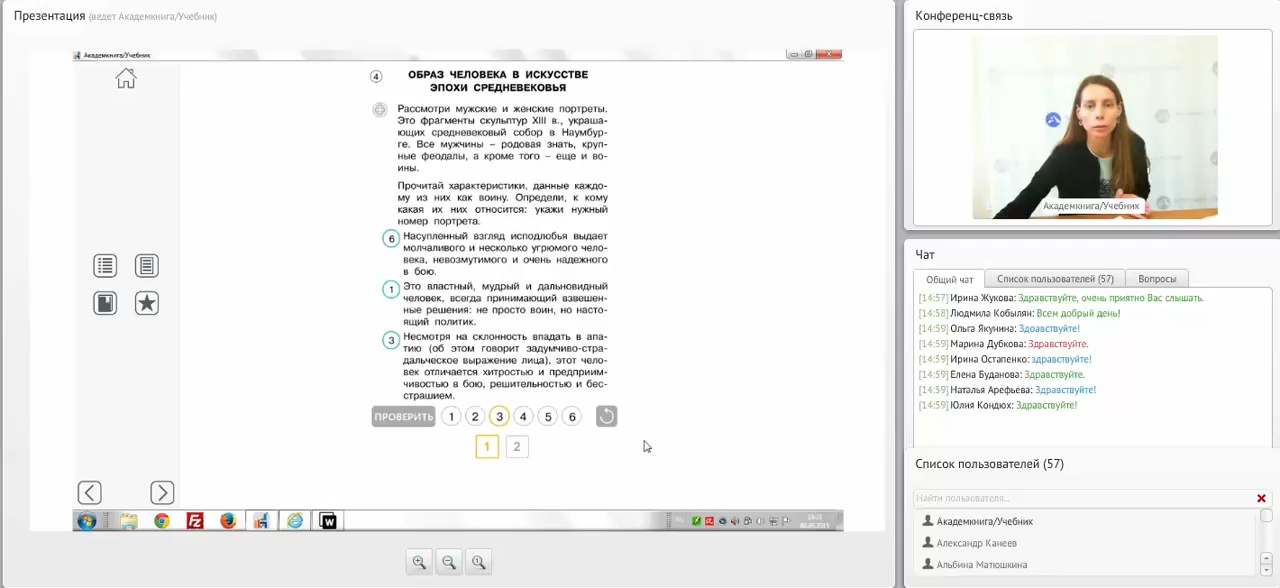 Презентация (ведет Академкнига/Учебник)
Академкнига/Учебник
4
ОБРАЗ ЧЕЛОВЕКА В ИСКУССТВЕ
ЭПОХИ СРЕДНЕВЕКОВЬЯ
Рассмотри мужские и женские портреты.
Это фрагменты скульптур XIII в., украша-
ющих средневековый собор в Наумбур-
ге. Все мужчины – родовая знать, круп-
ные феодалы, а кроме того – еще и во-
ины.
Прочитай характеристики, данные каждо-
му из них как воину. Определи, к кому
какая их них относится: укажи нужный
номер портрета.
6 Насупленный взгляд исподлобья выдает
молчаливого и несколько угрюмого чело-
века, невозмутимого и очень надежного
в бою.
1 Это властный, мудрый и дальновидный
человек, всегда принимающий взвешен-
ные решения: не просто воин, но насто-
ящий политик.
3 Несмотря на склонность впадать в апа-
тию (об этом говорит задумчиво-стра-
дальческое выражение лица), этот чело-
век отличается хитростью и предприим-
чивостью в бою, решительностью и бес-
страшием.
ПРОВЕРИТЬ 1 2 3 4 5 6
1 2
Конференц-связь
Академкнига/Учебник
Чат
Общий чат Список пользователей (57) Вопросы
[14:57] Ирина Жукова: Здравствуйте, очень приятно Вас слышать.
[14:58] Людмила Кобылян: Всем добрый день!
[14:59] Ольга Якунина: Здоавствуйте!
[14:59] Марина Дубкова: Здравствуйте.
[14:59] Ирина Остапенко: здравствуйте!
[14:59] Елена Буданова: Здравствуйте.
[14:59] Наталья Арефьева: Здравствуйте!
[14:59] Юлия Кондюх: Здравствуйте!
Список пользователей (57)
Найти пользователя...
Академкнига/Учебник
Александр Канеев
Альбина Матюшкина